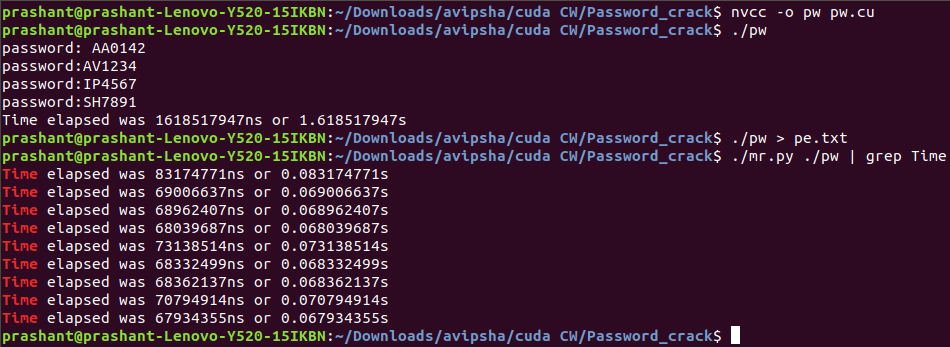 prashant@prashant-Lenovo-Y520-15IKBN:~/Downloads/avipsha/cuda CW/Password_crack$ nvcc -o pw pw.cu
prashant@prashant-Lenovo-Y520-15IKBN:~/Downloads/avipsha/cuda CW/Password_crack$ ./pw
password: AA0142
password:AV1234
password:IP4567
password:SH7891
Time elapsed was 1618517947ns or 1.618517947s
prashant@prashant-Lenovo-Y520-15IKBN:~/Downloads/avipsha/cuda CW/Password_crack$ ./pw > pe.txt
prashant@prashant-Lenovo-Y520-15IKBN:~/Downloads/avipsha/cuda CW/Password_crack$ ./mr.py ./pw | grep Time
Time elapsed was 83174771ns or 0.083174771s
Time elapsed was 69006637ns or 0.069006637s
Time elapsed was 68962407ns or 0.068962407s
Time elapsed was 68039687ns or 0.068039687s
Time elapsed was 73138514ns or 0.073138514s
Time elapsed was 68332499ns or 0.068332499s
Time elapsed was 68362137ns or 0.068362137s
Time elapsed was 70794914ns or 0.070794914s
Time elapsed was 67934355ns or 0.067934355s
prashant@prashant-Lenovo-Y520-15IKBN:~/Downloads/avipsha/cuda CW/Password_crack$